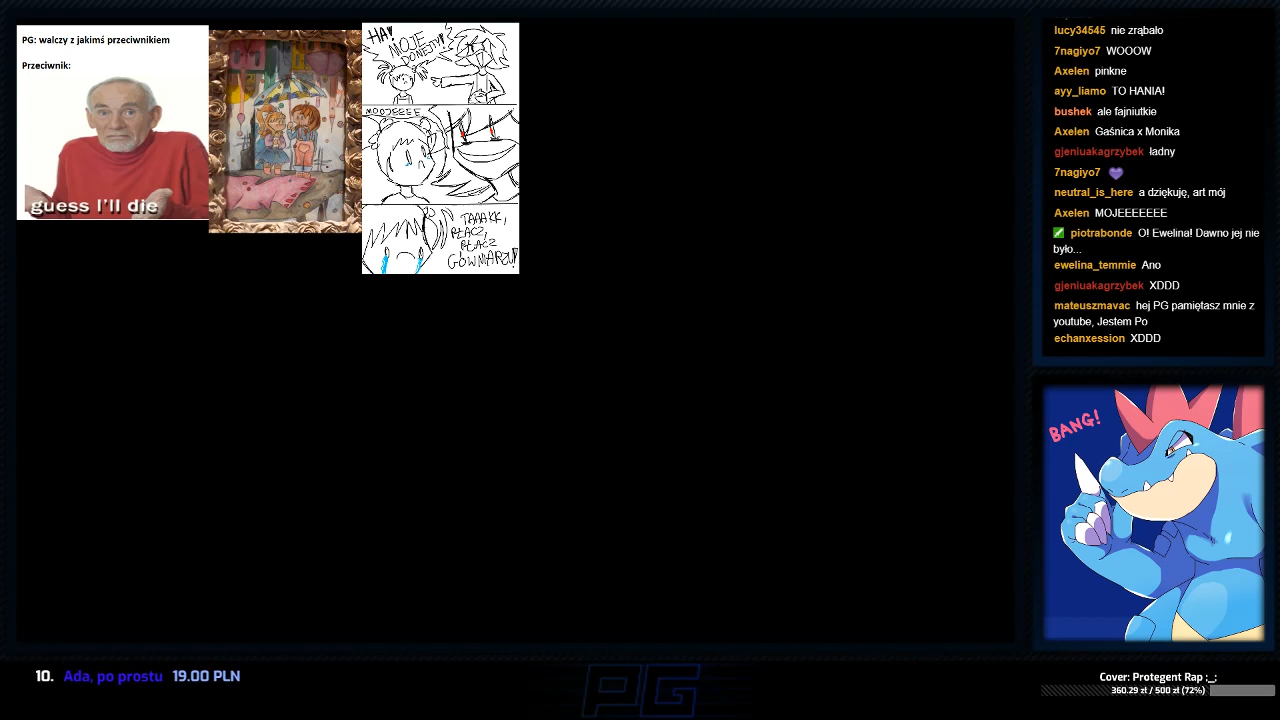 PG: walczy z jakimś przeciwnikiem
Przeciwnik:
guess I'll die
HA!
MOJE
DONEJTY!
MOOJEEEE
TAAAKK,
PŁACZ,
PŁACZ
GÓWNIARZU!
lucy34545 nie zrąbało
7nagiyo7 WOOOW
Axelen pinkne
ayy_liamo TO HANIA!
bushek ale fajniutkie
Axelen Gaśnica x Monika
gjeniuakagrzybek ładny
7nagiyo7
neutral_is_here a dziękuję, art mój
Axelen MOJEEEEEEE
piotrabonde O! Ewelina! Dawno jej nie
było...
ewelina_temmie Ano
gjeniuakagrzybek XDDD
mateuszmavac hej PG pamiętasz mnie z
youtube, Jestem Po
echanxession XDDD
BANG!
10. Ada, po prostu 19.00 PLN
PG
Cover: Protegent Rap :_:
360.29 zł / 500 zł (72%)